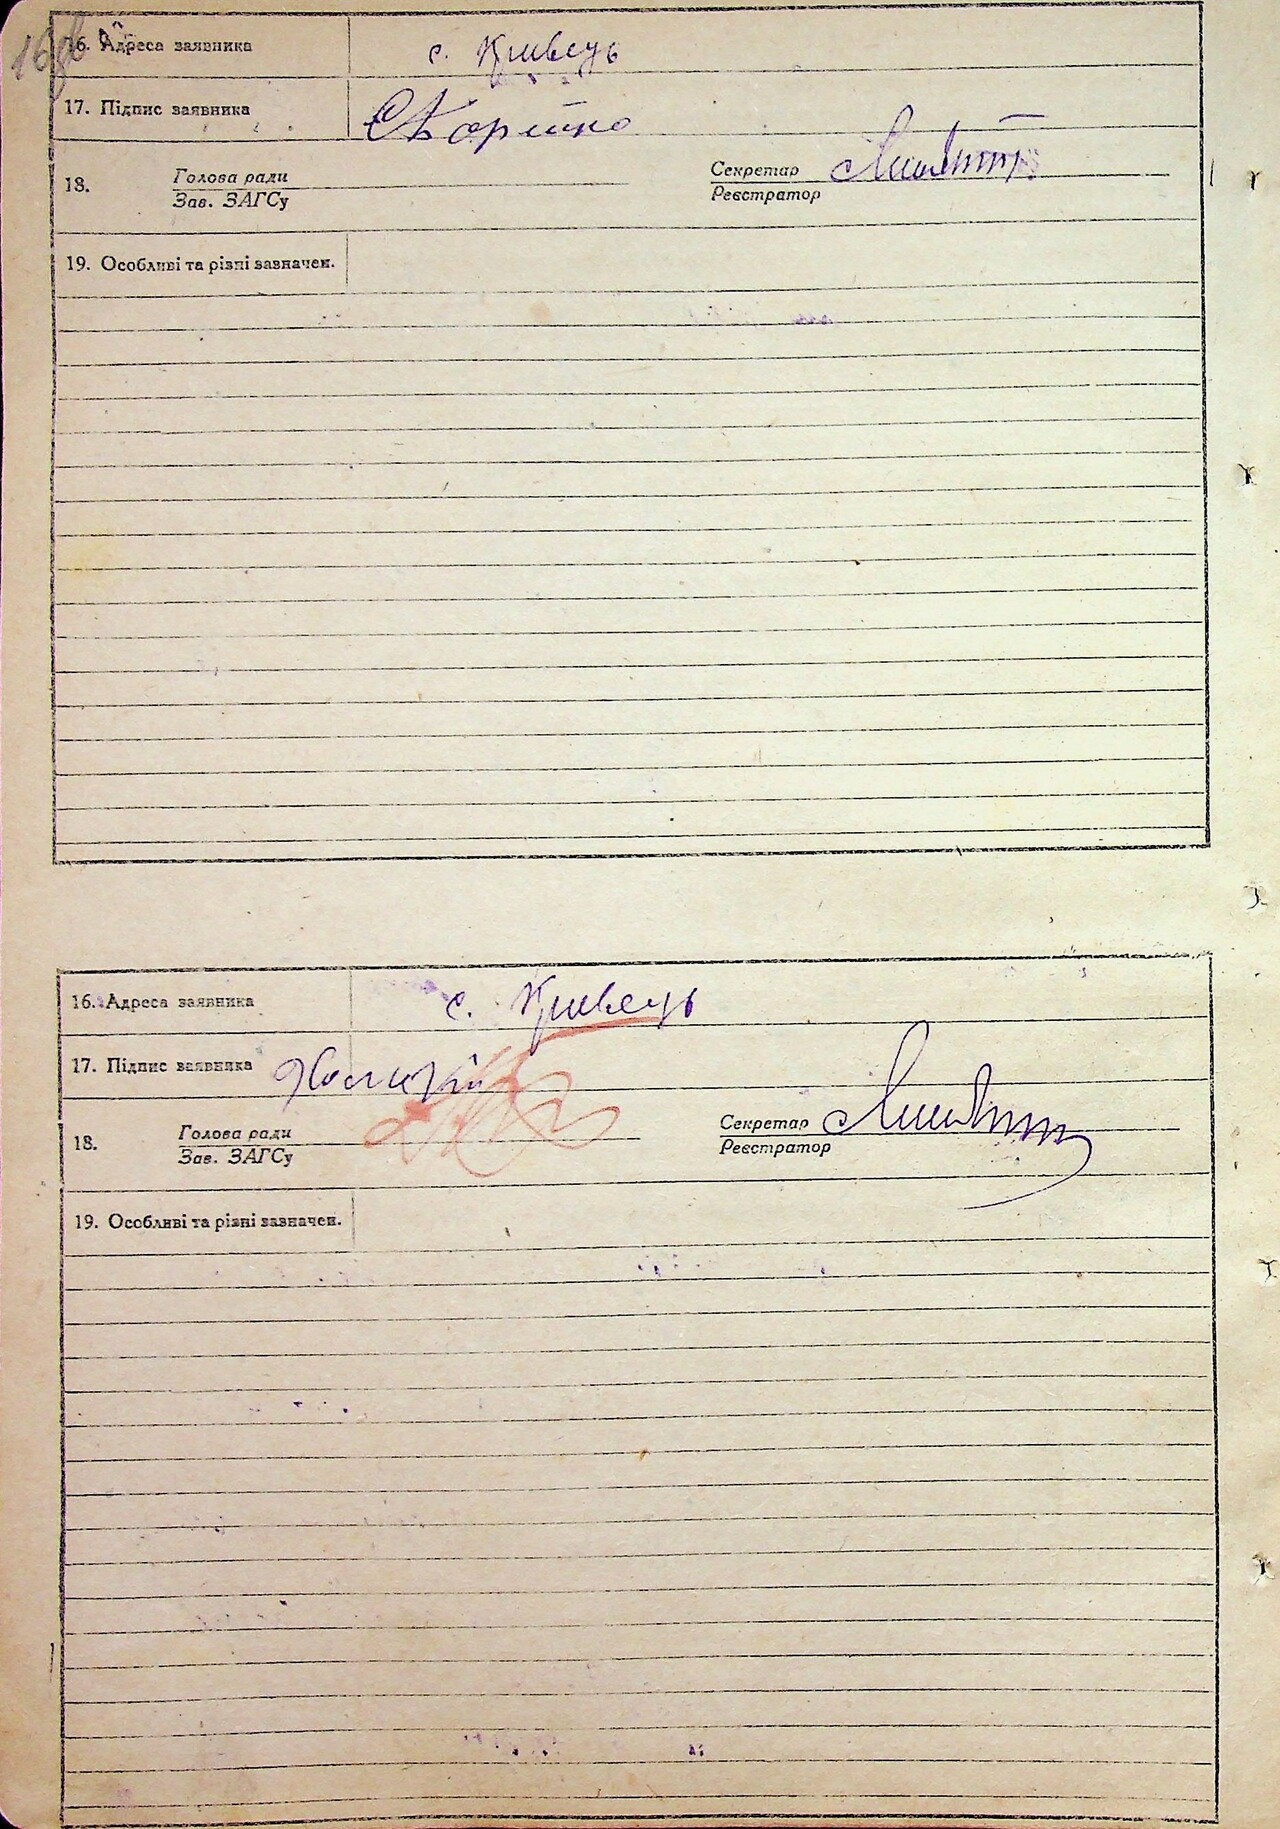 16. Адреса заявника с. Кривець
17. Підпис заявника
18. Голова ради Секретар
Зав. ЗАГСу Реєстратор
19. Особливі та різні зазначен.
16. Адреса заявника с. Кривець
17. Підпис заявника
18. Голова ради Секретар
Зав. ЗАГСу Реєстратор
19. Особливі та різні зазначен.